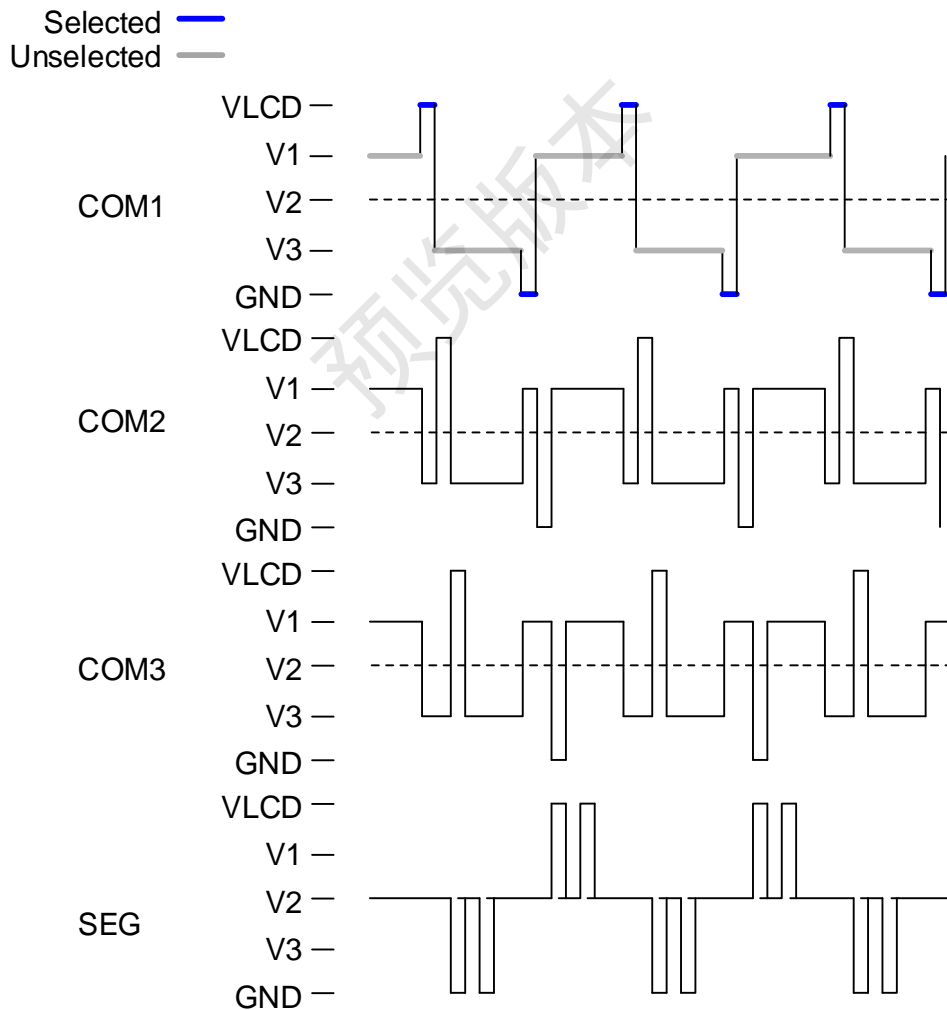 Selected
Unselected
VLCD
V1
COM1
V2
V3
GND
VLCD
V1
COM2
V2
V3
GND
VLCD
V1
COM3
V2
V3
GND
VLCD
V1
V2
SEG
V3
GND
预览版本